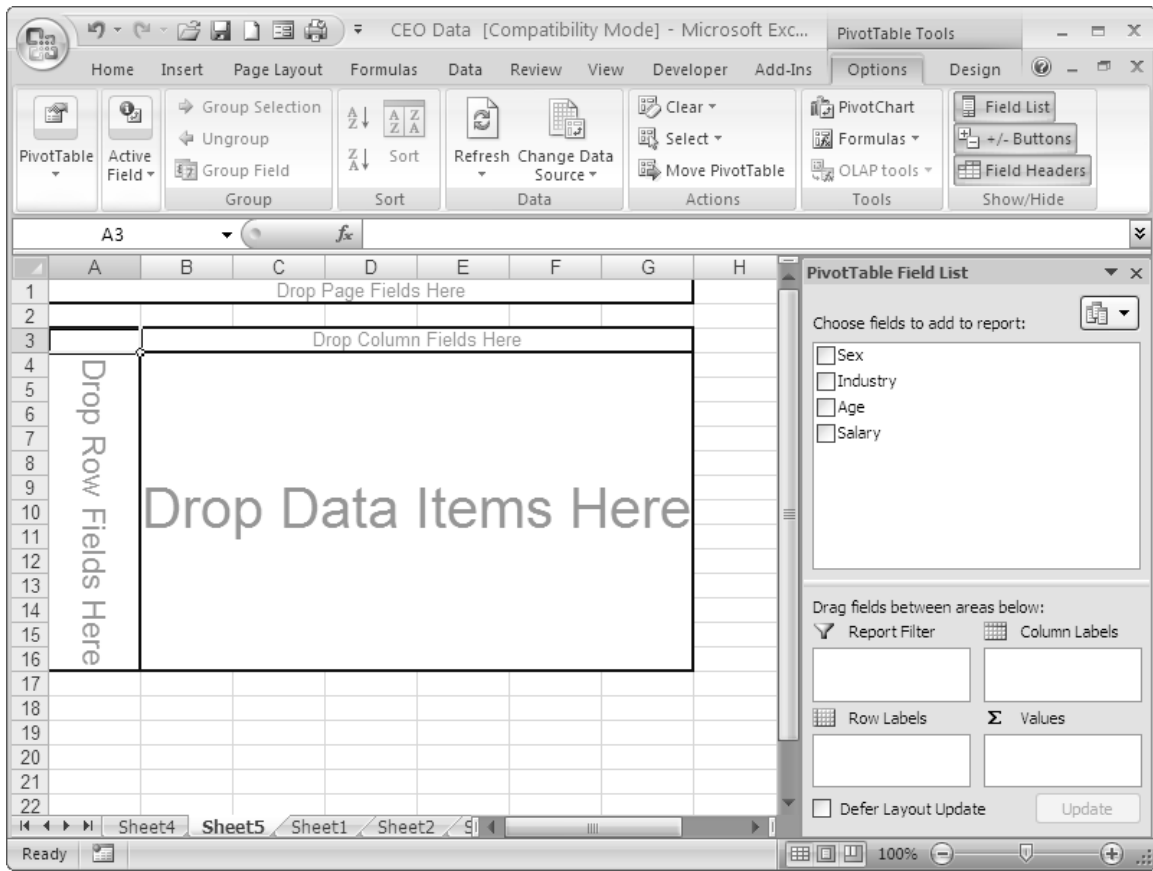 CEO Data [Compatibility Mode] - Microsoft Exc...
PivotTable Tools
Home Insert Page Layout Formulas Data Review View Developer Add-Ins Options Design
PivotTable
Active Field
Group Selection
Ungroup
Group Field
Group
Sort
Sort
Refresh
Change Data Source
Data
Clear
Select
Move PivotTable
Actions
PivotChart
Formulas
OLAP tools
Tools
Field List
+/- Buttons
Field Headers
Show/Hide
A3
fx
A B C D E F G H
1 Drop Page Fields Here
2
3 Drop Column Fields Here
4
5
6
7
8
9
10
11
12
13
14
15
16
17
18
19
20
21
22
Drop Row Fields Here
Drop Data Items Here
PivotTable Field List
Choose fields to add to report:
Sex
Industry
Age
Salary
Drag fields between areas below:
Report Filter
Column Labels
Row Labels
Σ Values
Defer Layout Update
Update
Sheet4 Sheet5 Sheet1 Sheet2
Ready
100%